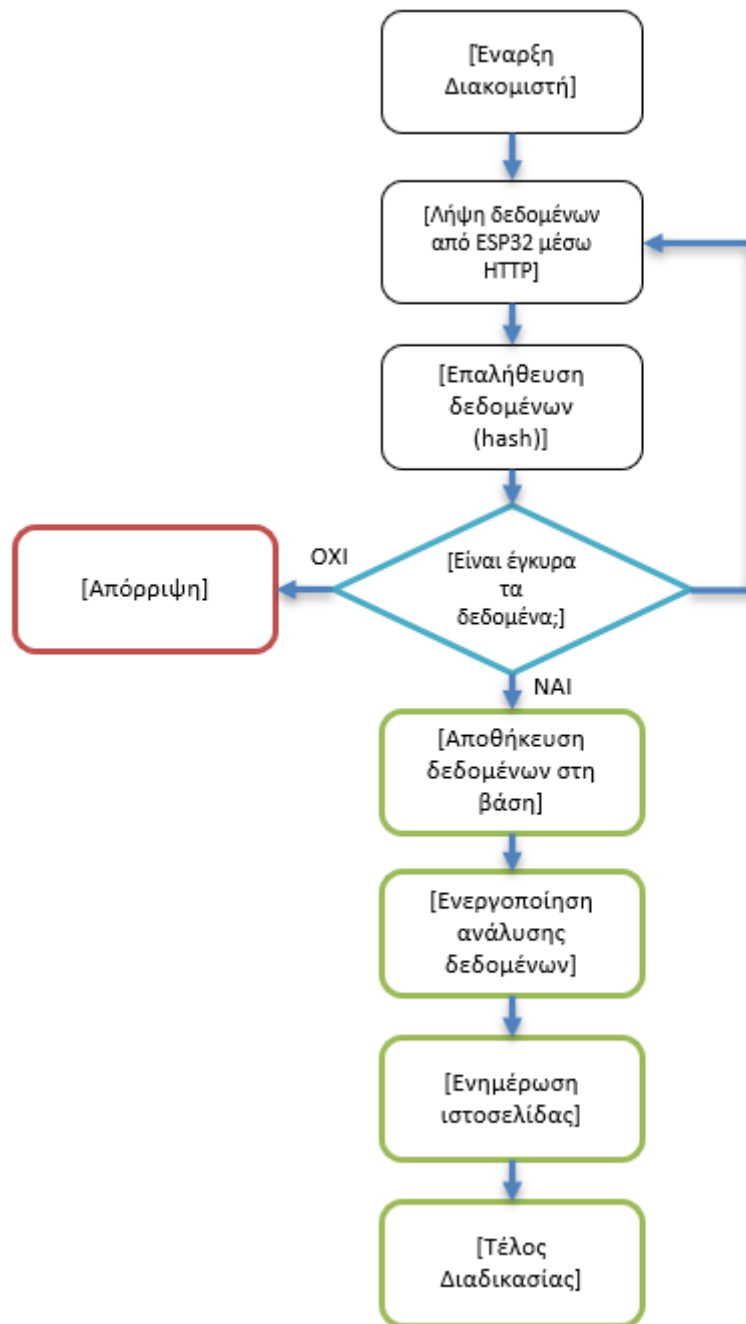 [Έναρξη
Διακομιστή]
[Λήψη δεδομένων
από ESP32 μέσω
HTTP]
[Επαλήθευση
δεδομένων
(hash)]
[Είναι έγκυρα
τα
δεδομένα;]
ΟΧΙ
[Απόρριψη]
ΝΑΙ
[Αποθήκευση
δεδομένων στη
βάση]
[Ενεργοποίηση
ανάλυσης
δεδομένων]
[Ενημέρωση
ιστοσελίδας]
[Τέλος
Διαδικασίας]